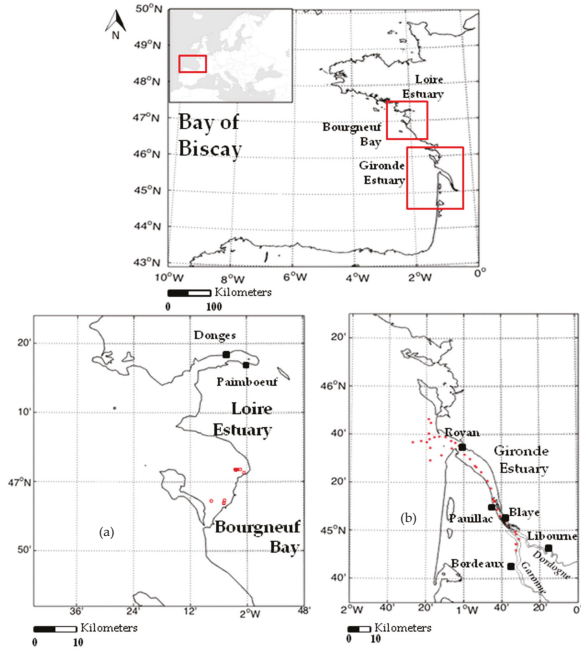 50°N
N
49°N
48°N
Loire
Estuary
47°N
Bay of
Biscay
Bourgneuf
Bay
46°N
Gironde
Estuary
45°N
44°N
43°N
10°W
8°W
6°W
4°W
2°W
0°
Kilometers
0
100
20'
Donges
Paimboeuf
10'
Loire
Estuary
47°N
(a)
Bourgneuf
Bay
50'
36'
24'
12'
2°W
48'
Kilometers
0
10
20'
46°N
40'
Royan
Gironde
Estuary
20'
Pauillac
Blaye
45°N
(b)
Libourne
Dordogne
Bordeaux
Garonne
40'
2°W
40'
20'
1°W
40'
20'
0°W
Kilometers
0
10